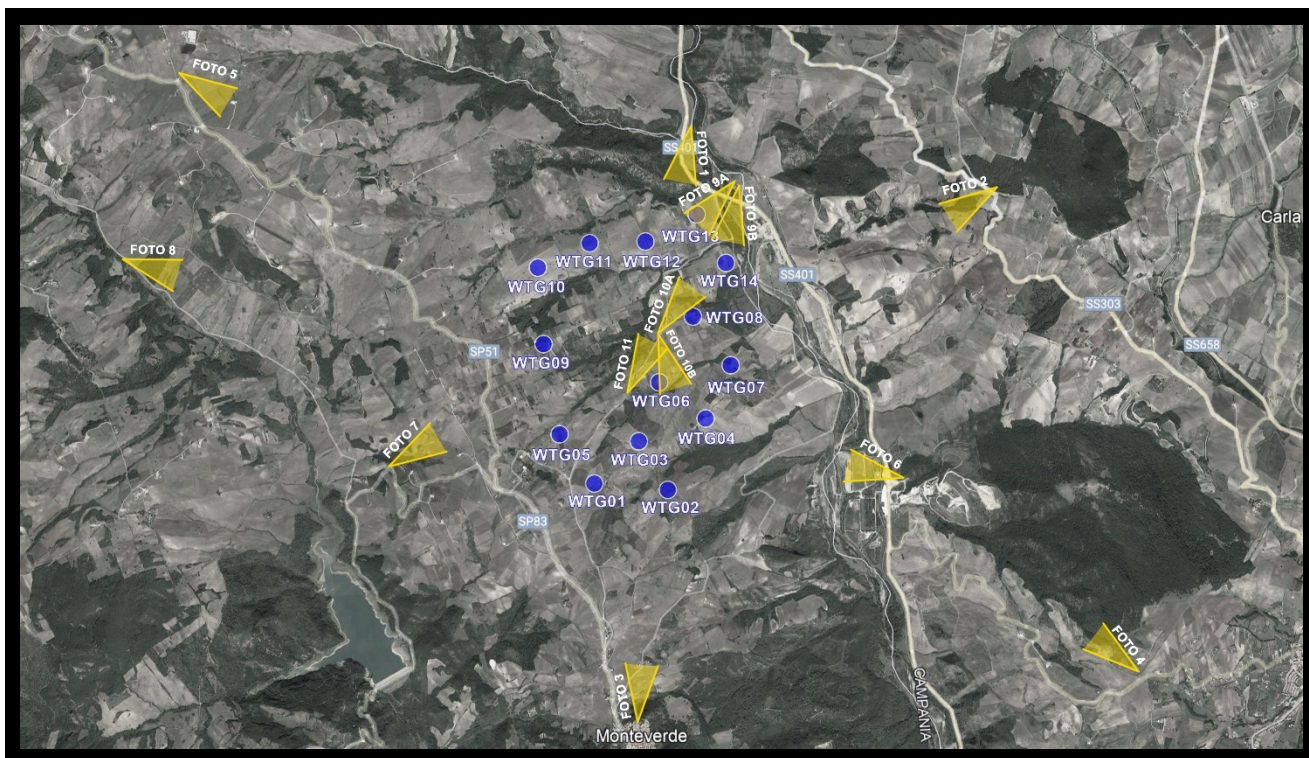 FOTO 5
SS401
FOTO 1
FOTO 9A
FOTO 2
FOTO 9B
Carla
WTG13
FOTO 8
WTG11
WTG12
WTG14
SS401
WTG10
FOTO 10A
SS303
WTG08
SS658
SP51
WTG09
FOTO 11
FOTO 10B
WTG07
WTG06
FOTO 7
WTG04
WTG05
WTG03
FOTO 6
WTG01
WTG02
SP83
FOTO 4
FOTO 3
CAMPANIA
Monteverde